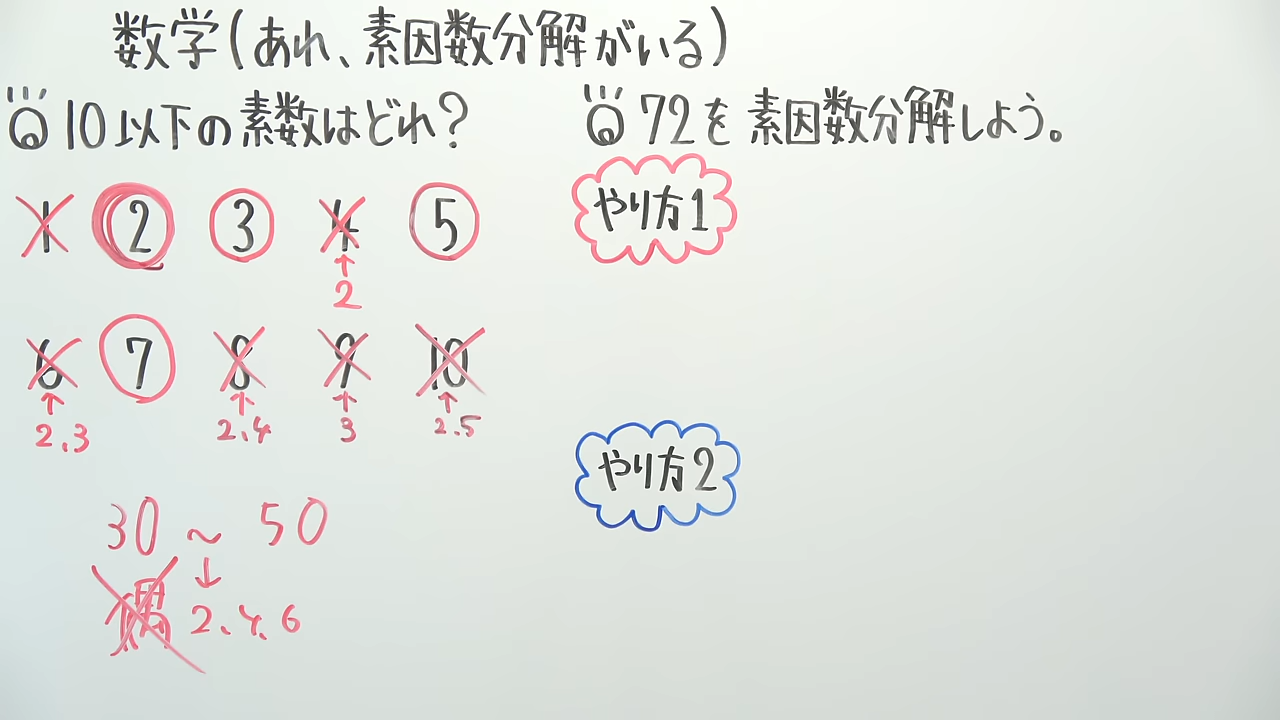 数学(あれ、素因数分解がいる)
Q 10以下の素数はどれ?
1 2 3 4 5
2
6 7 8 9 10
2.3 2.4 3 2.5
30 ~ 50
偶 2.4.6
Q 72を素因数分解しよう。
やり方1
やり方2